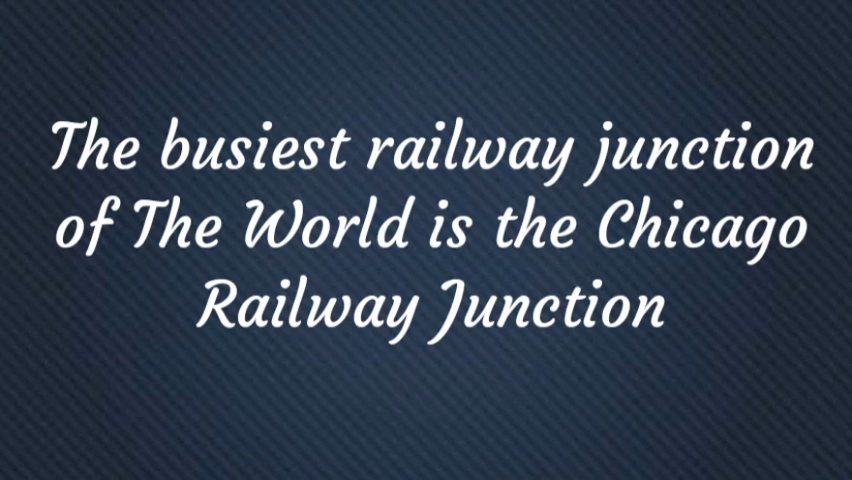 The busiest railway junction
of The World is the Chicago
Railway Junction